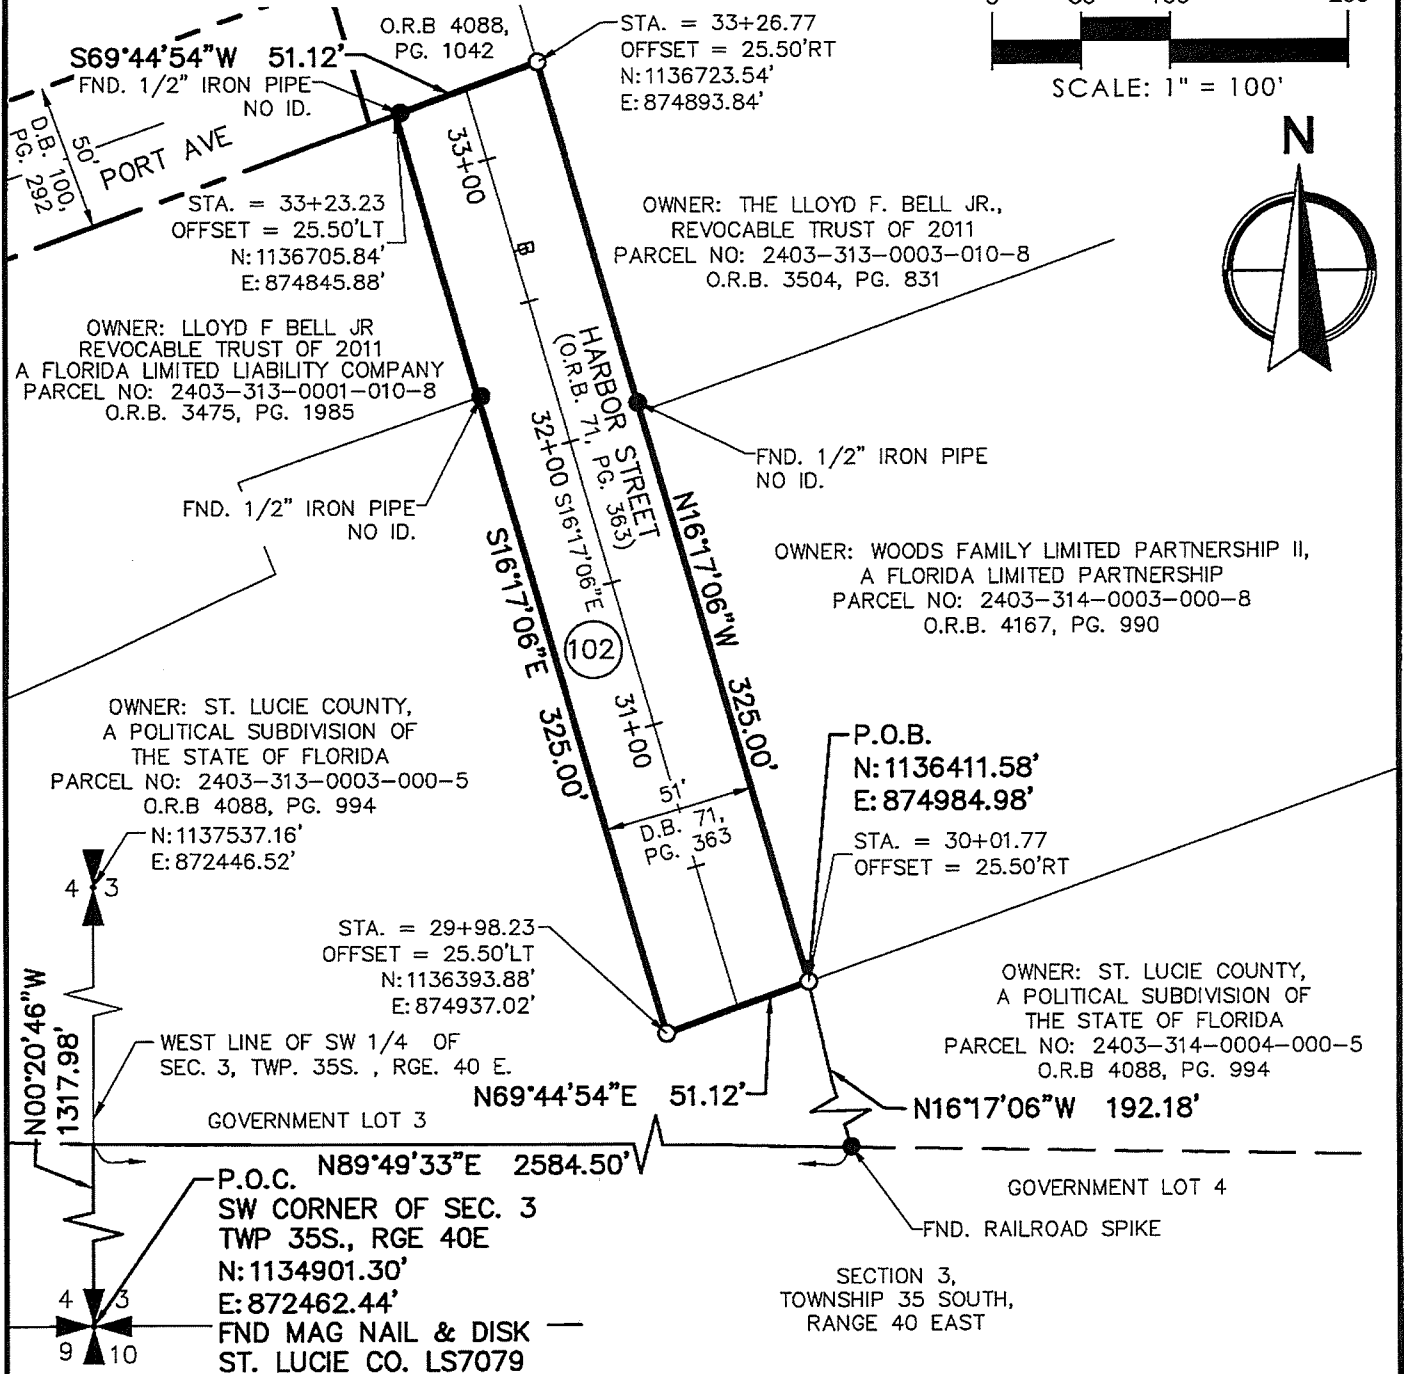 O.R.B 4088,
PG. 1042
S69°44'54"W 51.12'
FND. 1/2" IRON PIPE
NO ID.
STA. = 33+26.77
OFFSET = 25.50'RT
N:1136723.54'
E:874893.84'
SCALE: 1" = 100'
N
50'
D.B. 100,
PG. 292
PORT AVE
33+00
STA. = 33+23.23
OFFSET = 25.50'LT
N:1136705.84'
E:874845.88'
OWNER: THE LLOYD F. BELL JR.,
REVOCABLE TRUST OF 2011
PARCEL NO: 2403-313-0003-010-8
O.R.B. 3504, PG. 831
OWNER: LLOYD F BELL JR
REVOCABLE TRUST OF 2011
A FLORIDA LIMITED LIABILITY COMPANY
PARCEL NO: 2403-313-0001-010-8
O.R.B. 3475, PG. 1985
HARBOR STREET
(O.R.B. 71, PG. 363)
32+00
S16°17'06"E
FND. 1/2" IRON PIPE
NO ID.
FND. 1/2" IRON PIPE
NO ID.
S16°17'06"E 325.00'
N16°17'06"W 325.00'
OWNER: WOODS FAMILY LIMITED PARTNERSHIP II,
A FLORIDA LIMITED PARTNERSHIP
PARCEL NO: 2403-314-0003-000-8
O.R.B. 4167, PG. 990
102
31+00
OWNER: ST. LUCIE COUNTY,
A POLITICAL SUBDIVISION OF
THE STATE OF FLORIDA
PARCEL NO: 2403-313-0003-000-5
O.R.B 4088, PG. 994
N:1137537.16'
E:872446.52'
4 3
51'
D.B. 71,
PG. 363
P.O.B.
N:1136411.58'
E:874984.98'
STA. = 30+01.77
OFFSET = 25.50'RT
STA. = 29+98.23
OFFSET = 25.50'LT
N:1136393.88'
E:874937.02'
N00°20'46"W
1317.98'
WEST LINE OF SW 1/4 OF
SEC. 3, TWP. 35S. , RGE. 40 E.
N69°44'54"E 51.12'
OWNER: ST. LUCIE COUNTY,
A POLITICAL SUBDIVISION OF
THE STATE OF FLORIDA
PARCEL NO: 2403-314-0004-000-5
O.R.B 4088, PG. 994
N16°17'06"W 192.18'
GOVERNMENT LOT 3
N89°49'33"E 2584.50'
GOVERNMENT LOT 4
FND. RAILROAD SPIKE
P.O.C.
SW CORNER OF SEC. 3
TWP 35S., RGE 40E
N:1134901.30'
E:872462.44'
FND MAG NAIL & DISK
ST. LUCIE CO. LS7079
4 3
9 10
SECTION 3,
TOWNSHIP 35 SOUTH,
RANGE 40 EAST